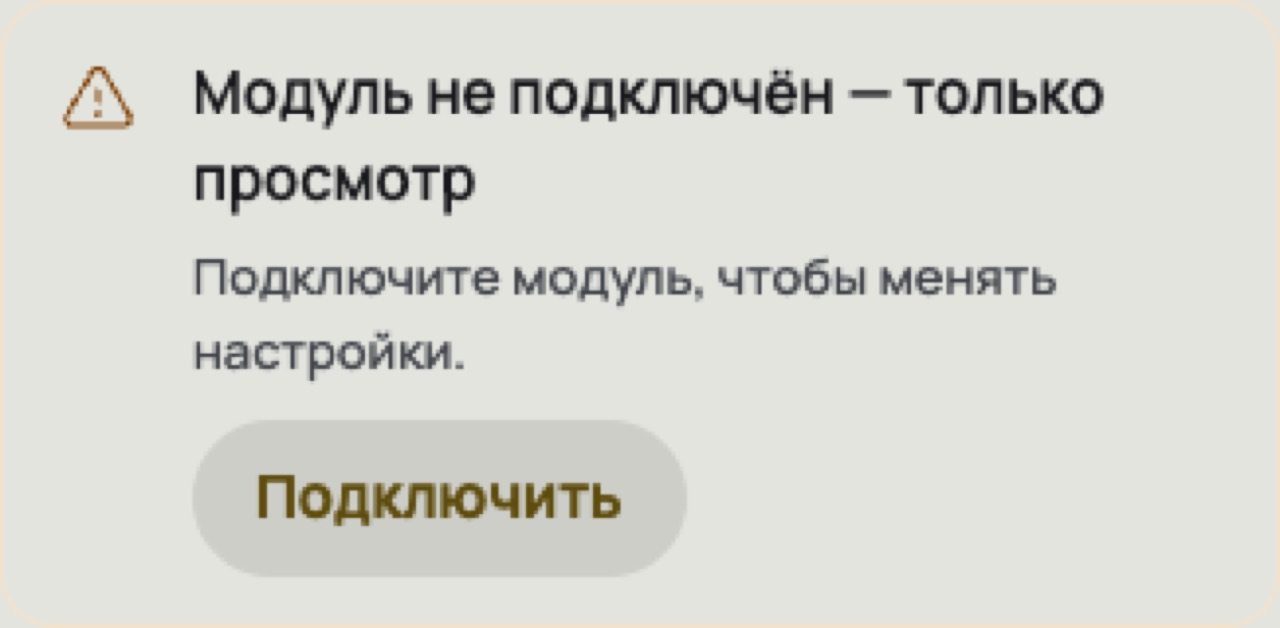 Модуль не подключён — только
просмотр
Подключите модуль, чтобы менять
настройки.
Подключить